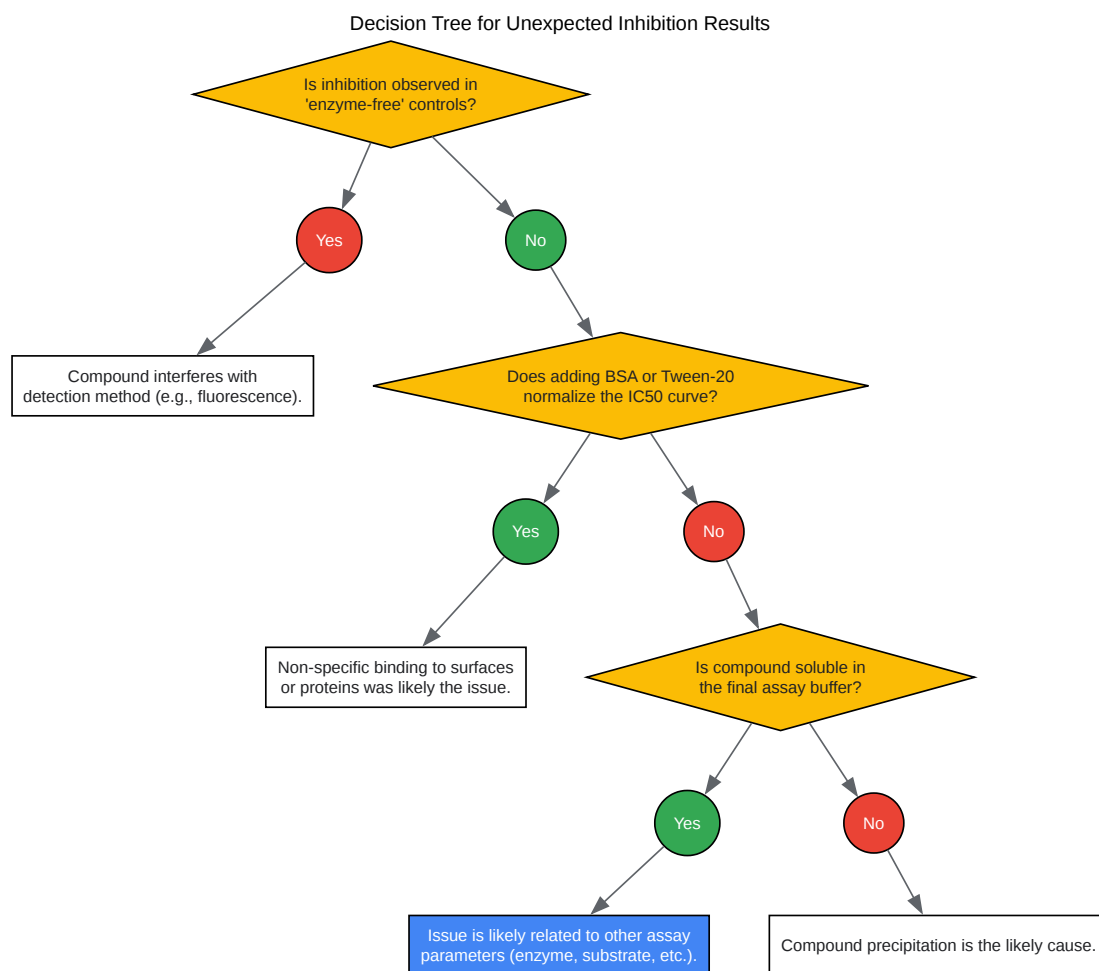 Decision Tree for Unexpected Inhibition Results
Is inhibition observed in
'enzyme-free' controls?
Yes
No
Compound interferes with
detection method (e.g., fluorescence).
Does adding BSA or Tween-20
normalize the IC50 curve?
Yes
No
Non-specific binding to surfaces
or proteins was likely the issue.
Is compound soluble in
the final assay buffer?
Yes
No
Issue is likely related to other assay
parameters (enzyme, substrate, etc.).
Compound precipitation is the likely cause.